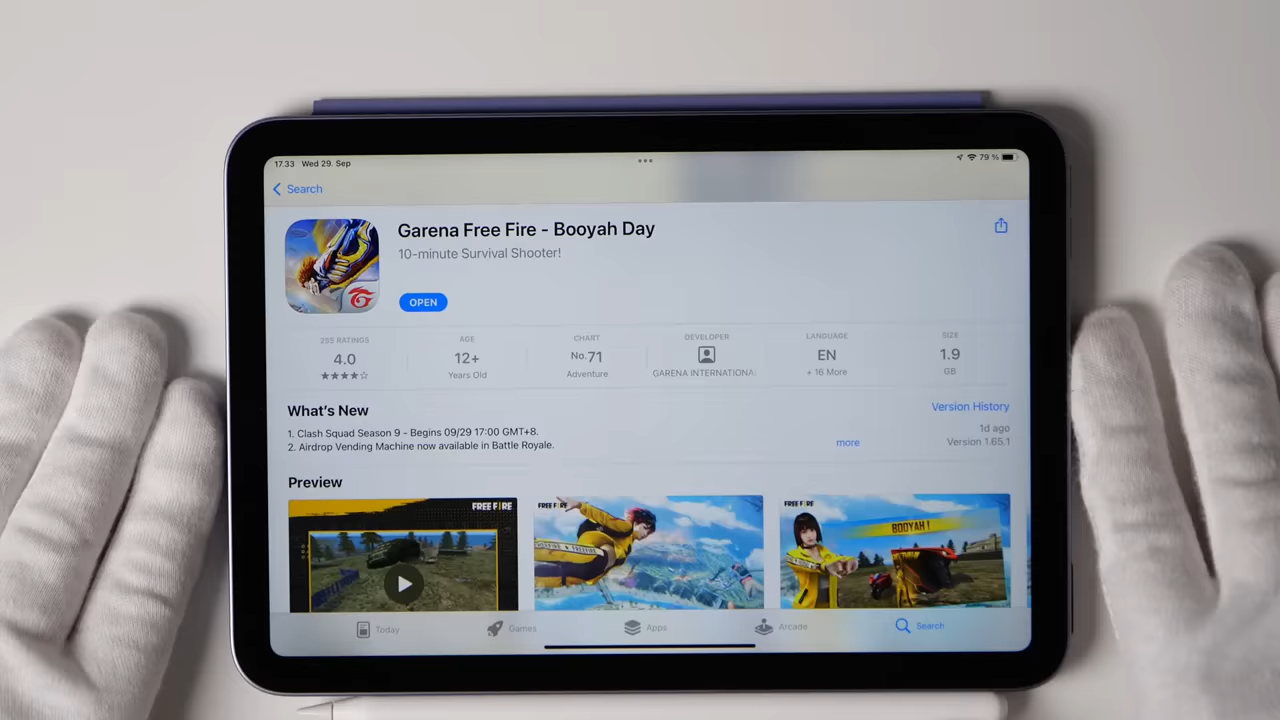 17.33 Wed 29. Sep
79 %
Search
Garena Free Fire - Booyah Day
10-minute Survival Shooter!
OPEN
255 RATINGS
4.0
AGE
12+
Years Old
CHART
No.71
Adventure
DEVELOPER
GARENA INTERNATIONA
LANGUAGE
EN
+ 16 More
SIZE
1.9
GB
What's New
Version History
1. Clash Squad Season 9 - Begins 09/29 17:00 GMT+8.
2. Airdrop Vending Machine now available in Battle Royale.
more
1d ago
Version 1.65.1
Preview
FREE FIRE
FREE FIRE
FREE FIRE
BOOYAH !
Today
Games
Apps
Arcade
Search